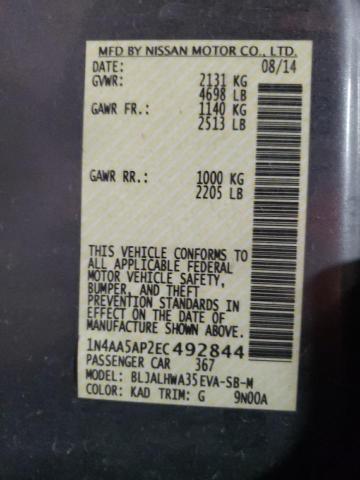 MFD BY NISSAN MOTOR CO., LTD.
DATE: 08/14
GVWR: 2131 KG
4698 LB
GAWR FR.: 1140 KG
2513 LB
GAWR RR.: 1000 KG
2205 LB
THIS VEHICLE CONFORMS TO
ALL APPLICABLE FEDERAL
MOTOR VEHICLE SAFETY,
BUMPER, AND THEFT
PREVENTION STANDARDS IN
EFFECT ON THE DATE OF
MANUFACTURE SHOWN ABOVE.
1N4AA5AP2EC492844
PASSENGER CAR 367
MODEL: BLJALHWA35EVA-SB-M
COLOR: KAD TRIM: G 9N00A